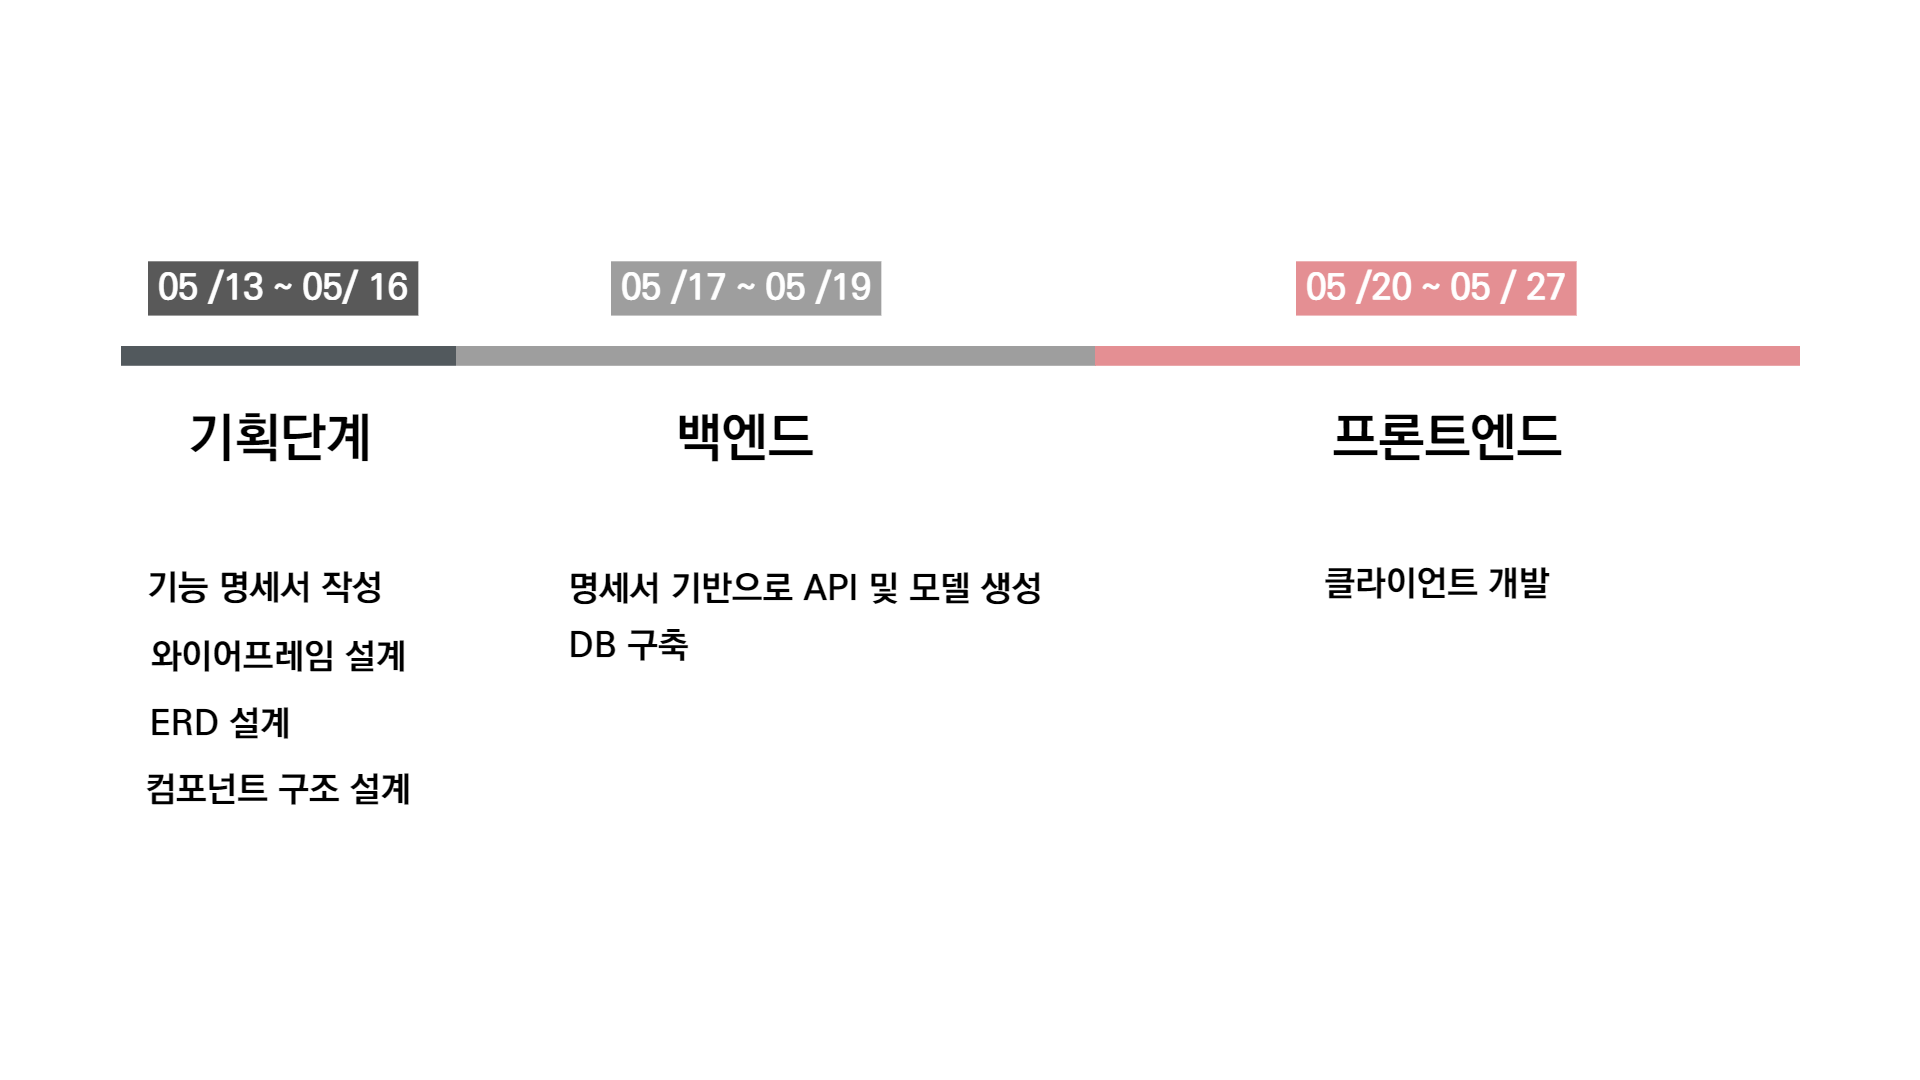 05 /13 ~ 05/ 16
05 /17 ~ 05 /19
05 /20 ~ 05 / 27
기획단계
백엔드
프론트엔드
기능 명세서 작성
와이어프레임 설계
ERD 설계
컴포넌트 구조 설계
명세서 기반으로 API 및 모델 생성
DB 구축
클라이언트 개발